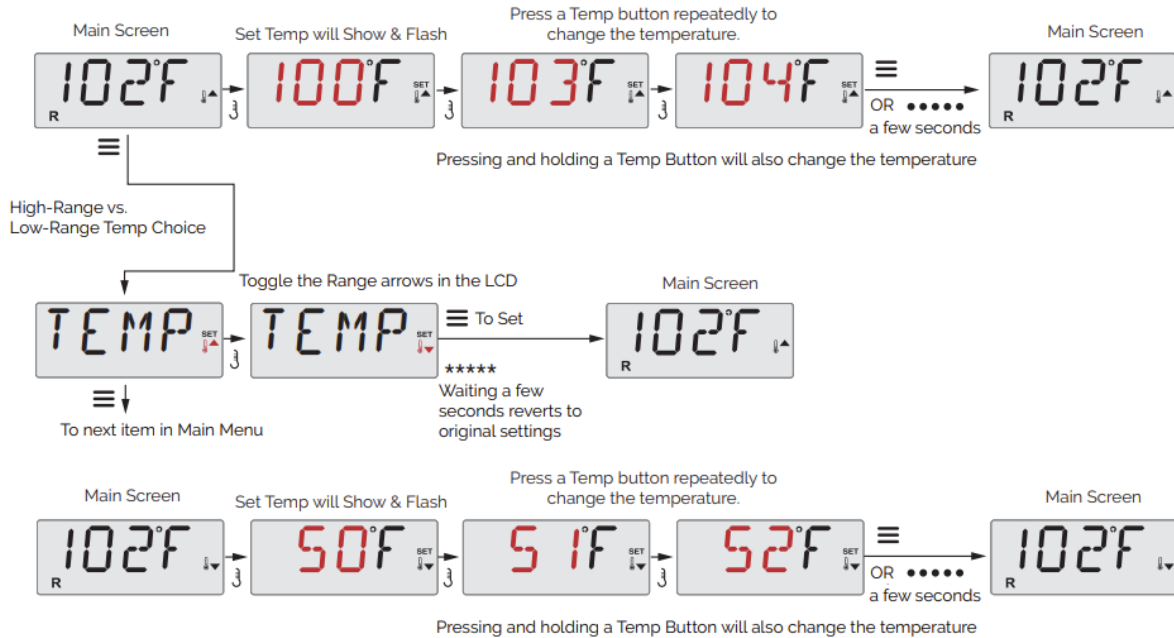 Main Screen
Set Temp will Show & Flash
Press a Temp button repeatedly to
change the temperature.
Main Screen
102°F
R
100°F
SET
103°F
SET
104°F
SET
OR •••••
a few seconds
102°F
R
Pressing and holding a Temp Button will also change the temperature
High-Range vs.
Low-Range Temp Choice
Toggle the Range arrows in the LCD
Main Screen
TEMP
SET
TEMP
SET
To Set
*****
Waiting a few
seconds reverts to
original settings
102°F
R
To next item in Main Menu
Main Screen
Set Temp will Show & Flash
Press a Temp button repeatedly to
change the temperature.
Main Screen
102°F
R
50°F
SET
51°F
SET
52°F
SET
OR •••••
a few seconds
102°F
R
Pressing and holding a Temp Button will also change the temperature